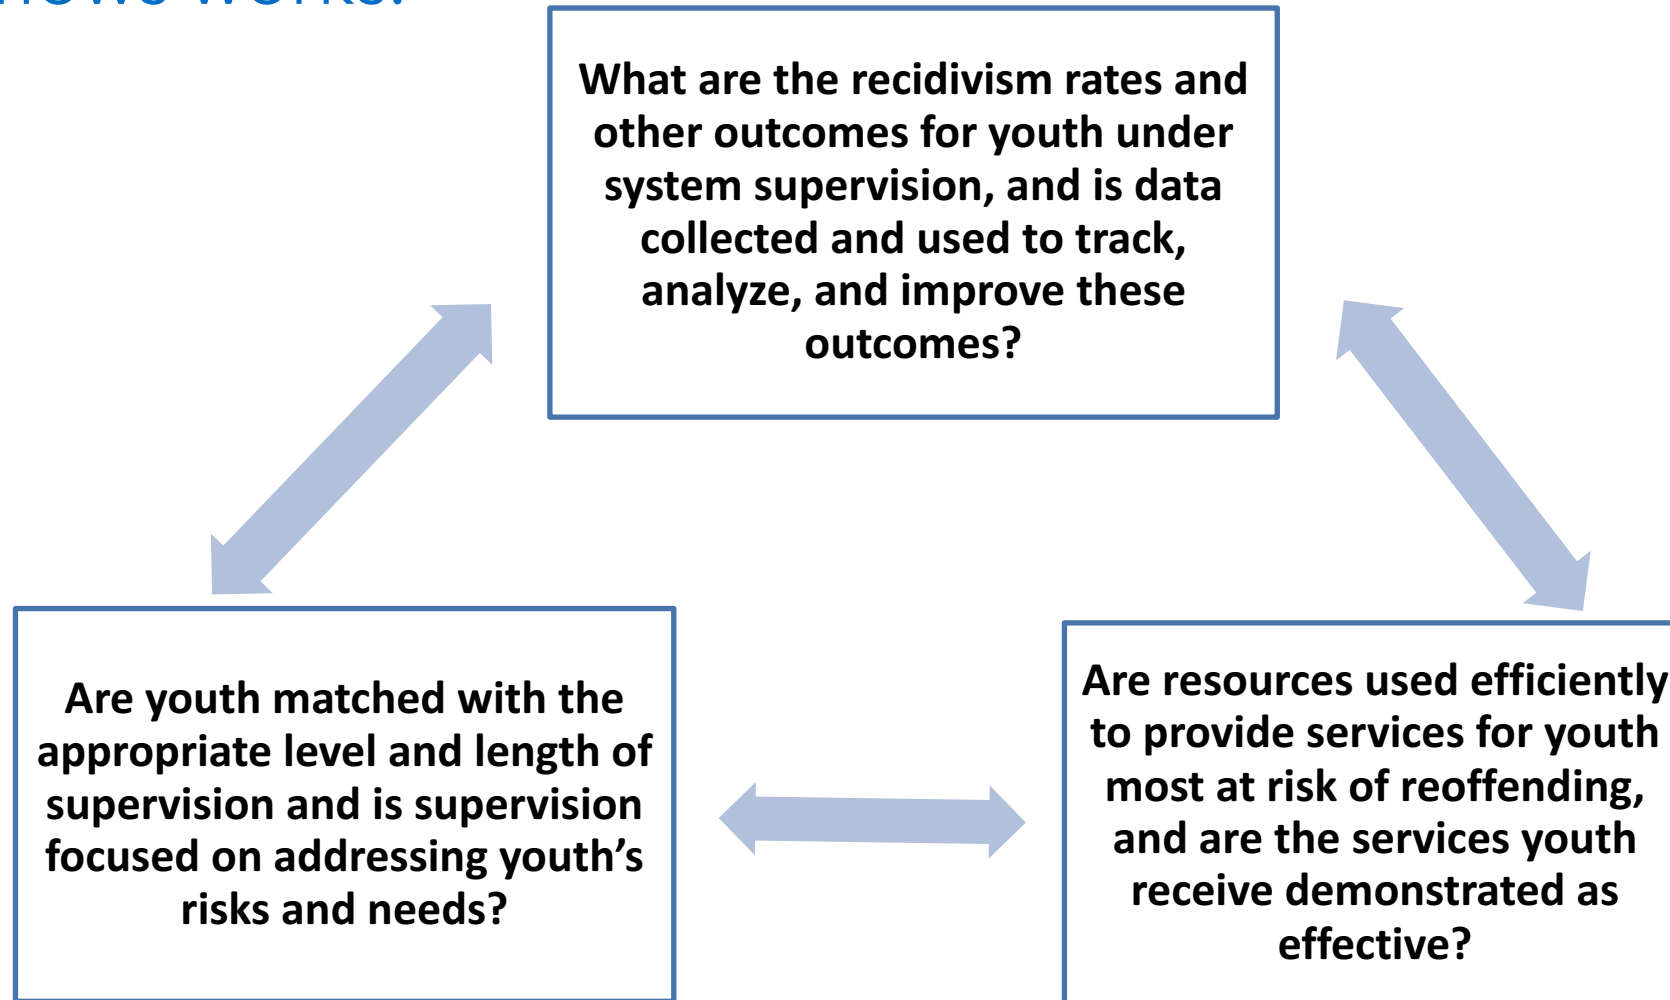 works.
What are the recidivism rates and
other outcomes for youth under
system supervision, and is data
collected and used to track,
analyze, and improve these
outcomes?
Are youth matched with the
appropriate level and length of
supervision and is supervision
focused on addressing youth’s
risks and needs?
Are resources used efficiently
to provide services for youth
most at risk of reoffending,
and are the services youth
receive demonstrated as
effective?